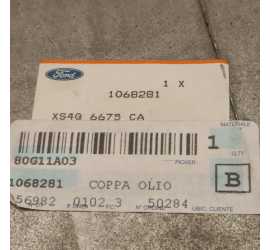 Ford
1 X
1068281
XS4G 6675 CA
MATERIALE
1
80G11A03
PICKER
QTY
1068281 COPPA OLIO B
56982 0102 3 50284
UBIC. CLIENTE